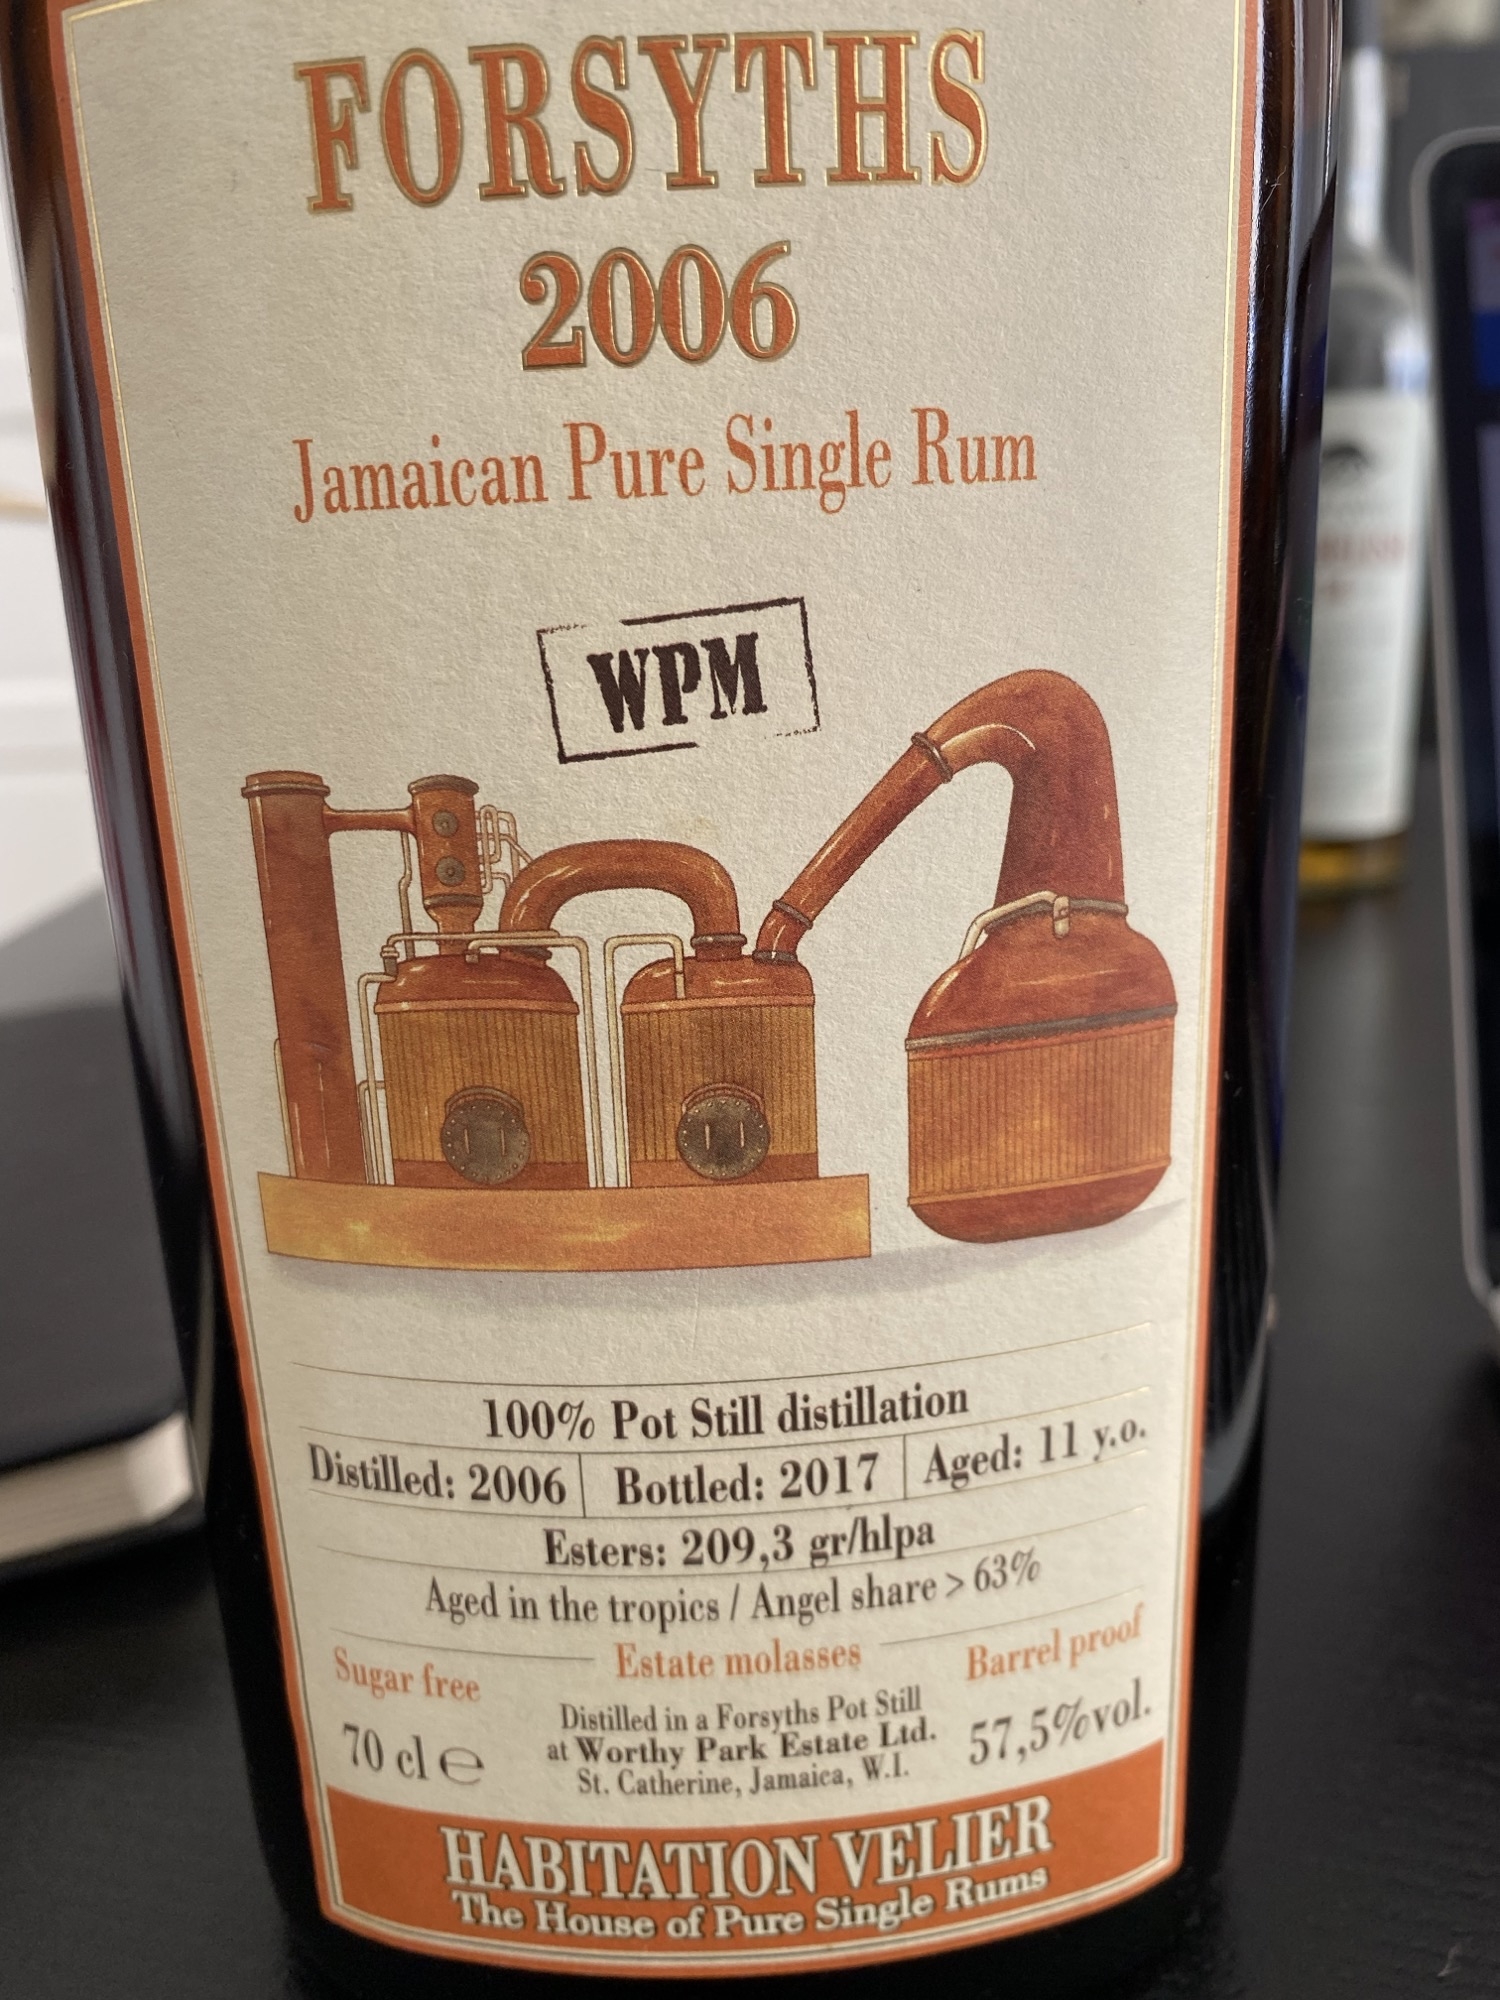 FORSYTHS
2006
Jamaican Pure Single Rum
WPM
100% Pot Still distillation
Distilled: 2006 Bottled: 2017 Aged: 11 y.o.
Esters: 209,3 gr/hlpa
Aged in the tropics / Angel share > 63%
Sugar free Estate molasses Barrel proof
70 cl ℮
Distilled in a Forsyths Pot Still
at Worthy Park Estate Ltd.
St. Catherine, Jamaica, W.I.
57,5%vol.
HABITATION VELIER
The House of Pure Single Rums